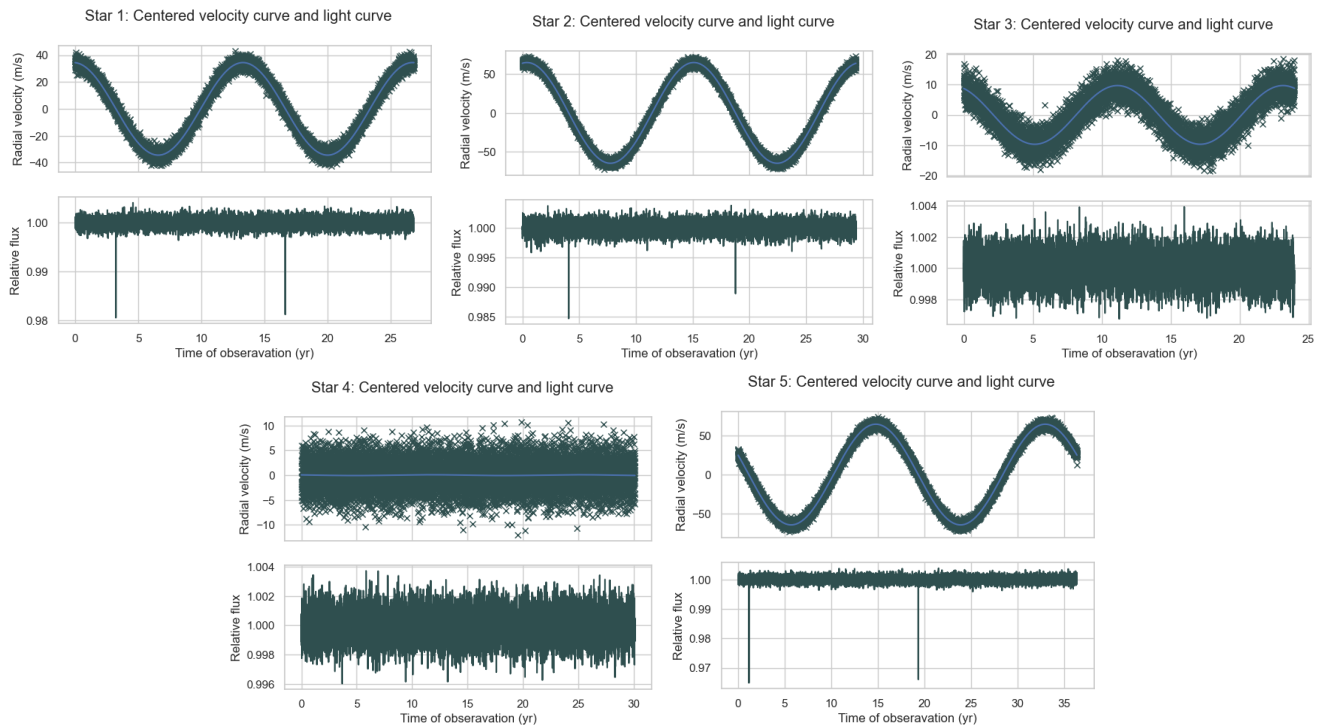 Star 1: Centered velocity curve and light curve
Radial velocity (m/s)
40
20
0
−20
−40
Relative flux
1.00
0.99
0.98
0 5 10 15 20 25
Time of obseravation (yr)
Star 2: Centered velocity curve and light curve
Radial velocity (m/s)
50
0
−50
Relative flux
1.000
0.995
0.990
0.985
0 5 10 15 20 25 30
Time of obseravation (yr)
Star 3: Centered velocity curve and light curve
Radial velocity (m/s)
20
10
0
−10
−20
Relative flux
1.004
1.002
1.000
0.998
0 5 10 15 20 25
Time of obseravation (yr)
Star 4: Centered velocity curve and light curve
Radial velocity (m/s)
10
5
0
−5
−10
Relative flux
1.004
1.002
1.000
0.998
0.996
0 5 10 15 20 25 30
Time of obseravation (yr)
Star 5: Centered velocity curve and light curve
Radial velocity (m/s)
50
0
−50
Relative flux
1.00
0.99
0.98
0.97
0 5 10 15 20 25 30 35
Time of obseravation (yr)